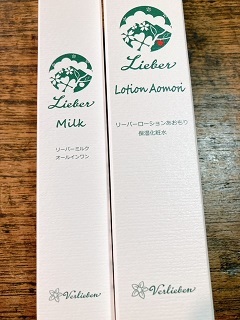 Lieber
Milk
リーバーミルク
オールインワン
Verlieben
Lieber
Lotion Aomori
リーバーローションあおもり
保湿化粧水
Verlieben